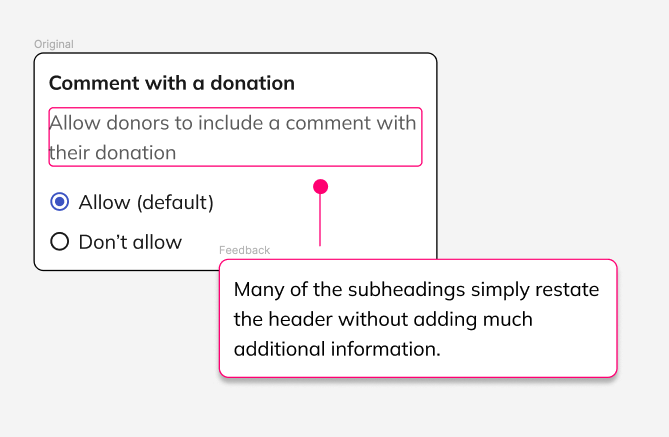 Original
Comment with a donation
Allow donors to include a comment with
their donation
Allow (default)
Don’t allow
Feedback
Many of the subheadings simply restate
the header without adding much
additional information.